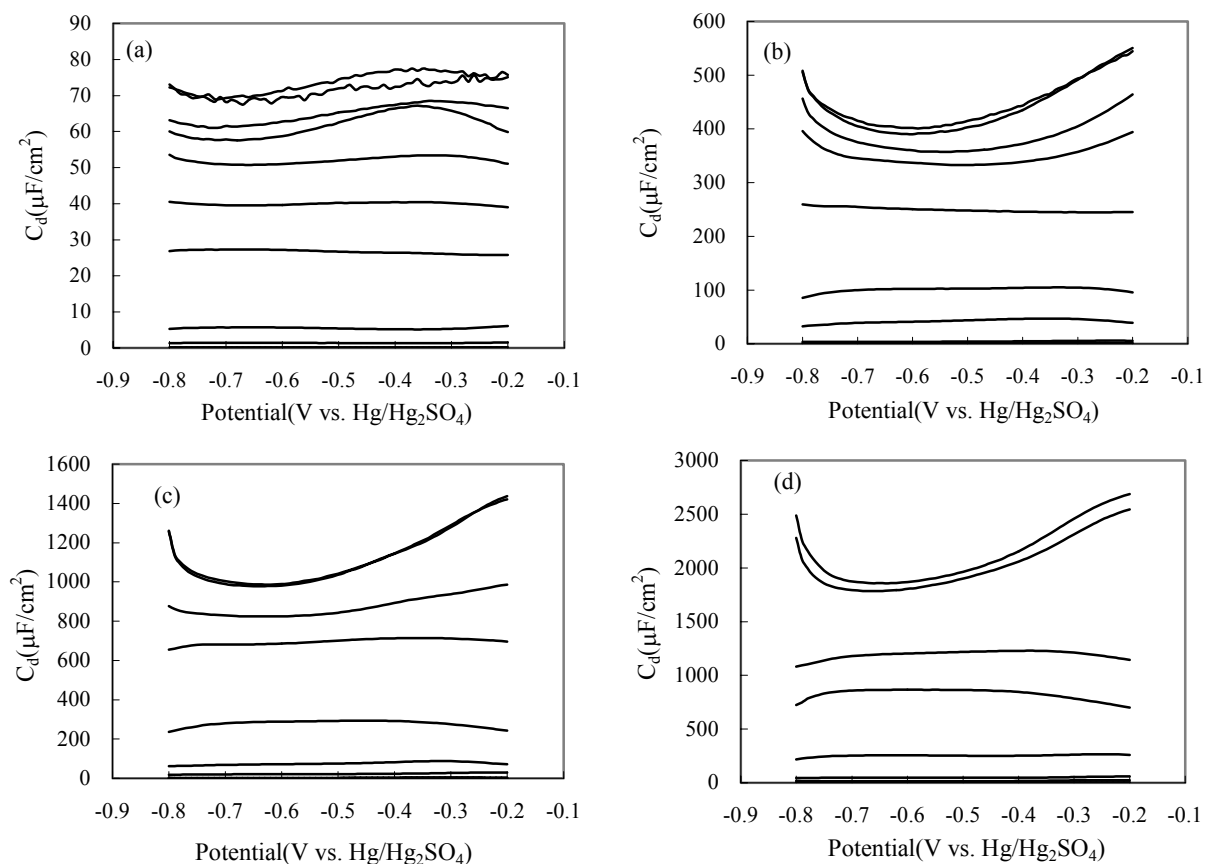 (a)
90
80
70
60
50
40
30
20
10
0
C_d(μF/cm²)
-0.9 -0.8 -0.7 -0.6 -0.5 -0.4 -0.3 -0.2 -0.1
Potential(V vs. Hg/Hg₂SO₄)
(b)
600
500
400
300
200
100
0
C_d(μF/cm²)
-0.9 -0.8 -0.7 -0.6 -0.5 -0.4 -0.3 -0.2 -0.1
Potential(V vs. Hg/Hg₂SO₄)
(c)
1600
1400
1200
1000
800
600
400
200
0
C_d(μF/cm²)
-0.9 -0.8 -0.7 -0.6 -0.5 -0.4 -0.3 -0.2 -0.1
Potential(V vs. Hg/Hg₂SO₄)
(d)
3000
2500
2000
1500
1000
500
0
C_d(μF/cm²)
-0.9 -0.8 -0.7 -0.6 -0.5 -0.4 -0.3 -0.2 -0.1
Potential(V vs. Hg/Hg₂SO₄)